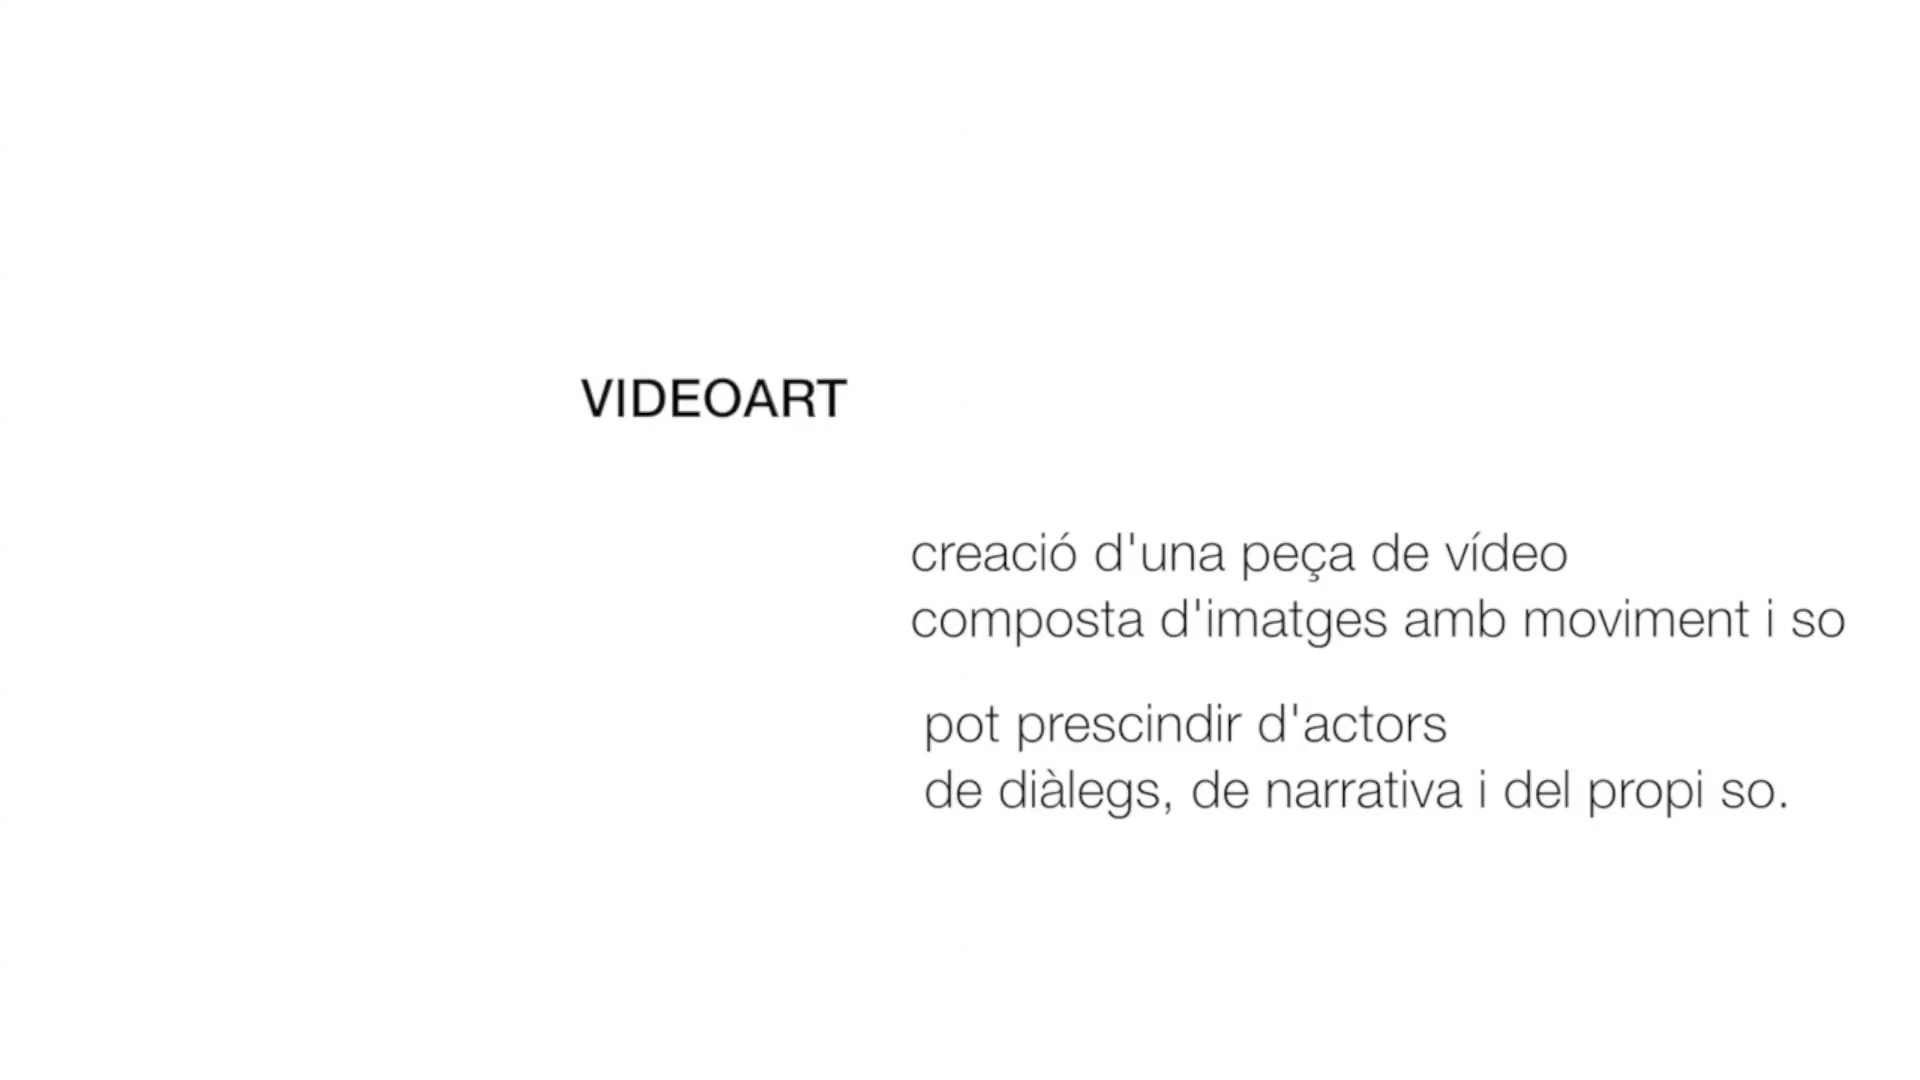 VIDEOART
creació d'una peça de vídeo
composta d'imatges amb moviment i so
pot prescindir d'actors
de diàlegs, de narrativa i del propi so.